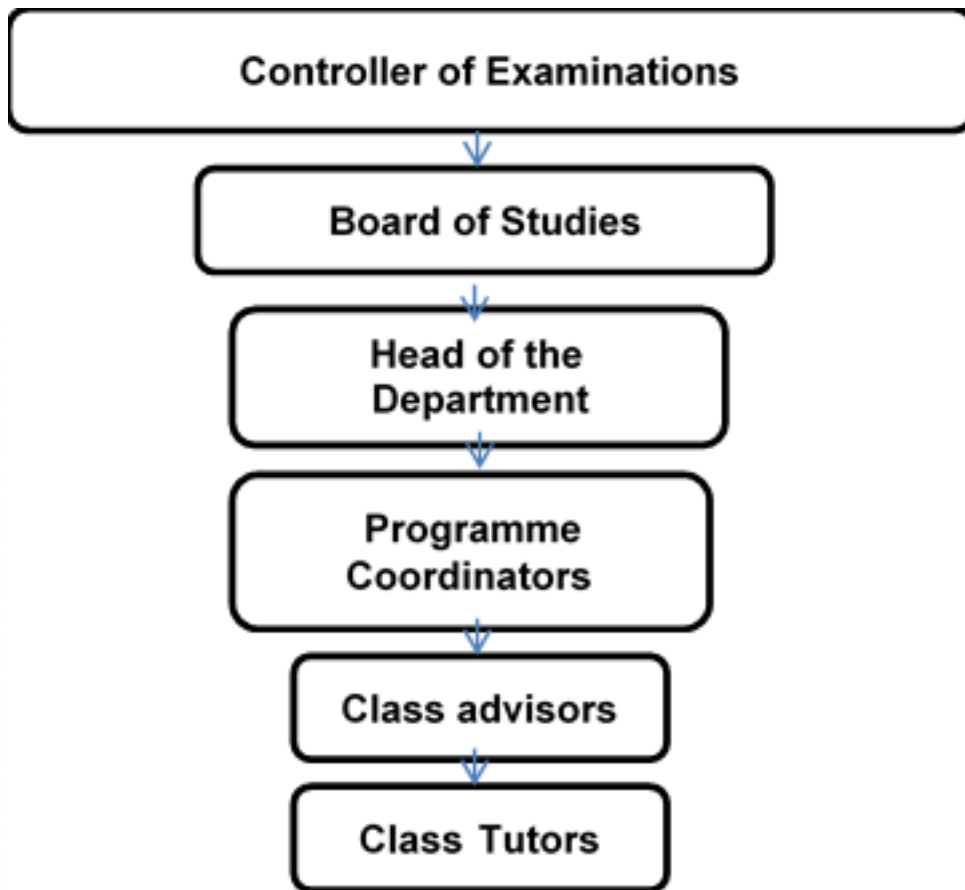 Controller of Examinations
Board of Studies
Head of the
Department
Programme
Coordinators
Class advisors
Class Tutors